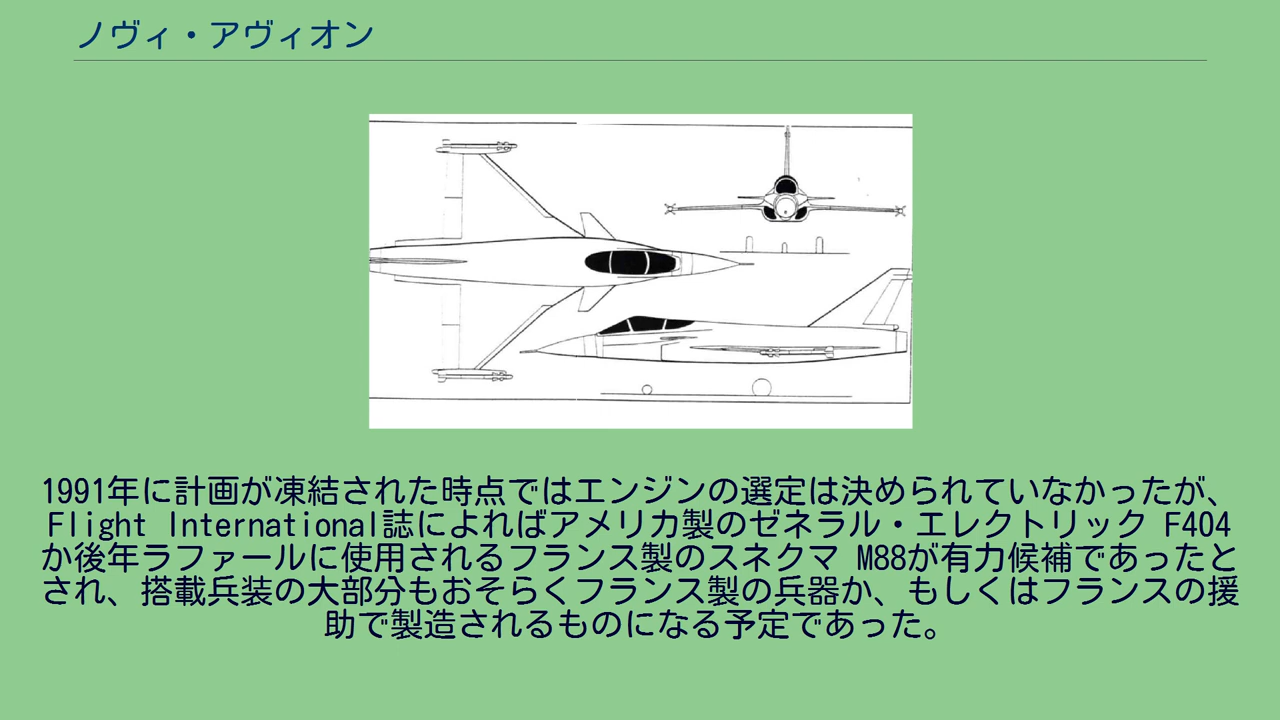 ノヴィ・アヴィオン
1991年に計画が凍結された時点ではエンジンの選定は決められていなかったが、
Flight International誌によればアメリカ製のゼネラル・エレクトリック F404
か後年ラファールに使用されるフランス製のスネクマ M88が有力候補であったと
され、搭載兵装の大部分もおそらくフランス製の兵器か、もしくはフランスの援
助で製造されるものになる予定であった。